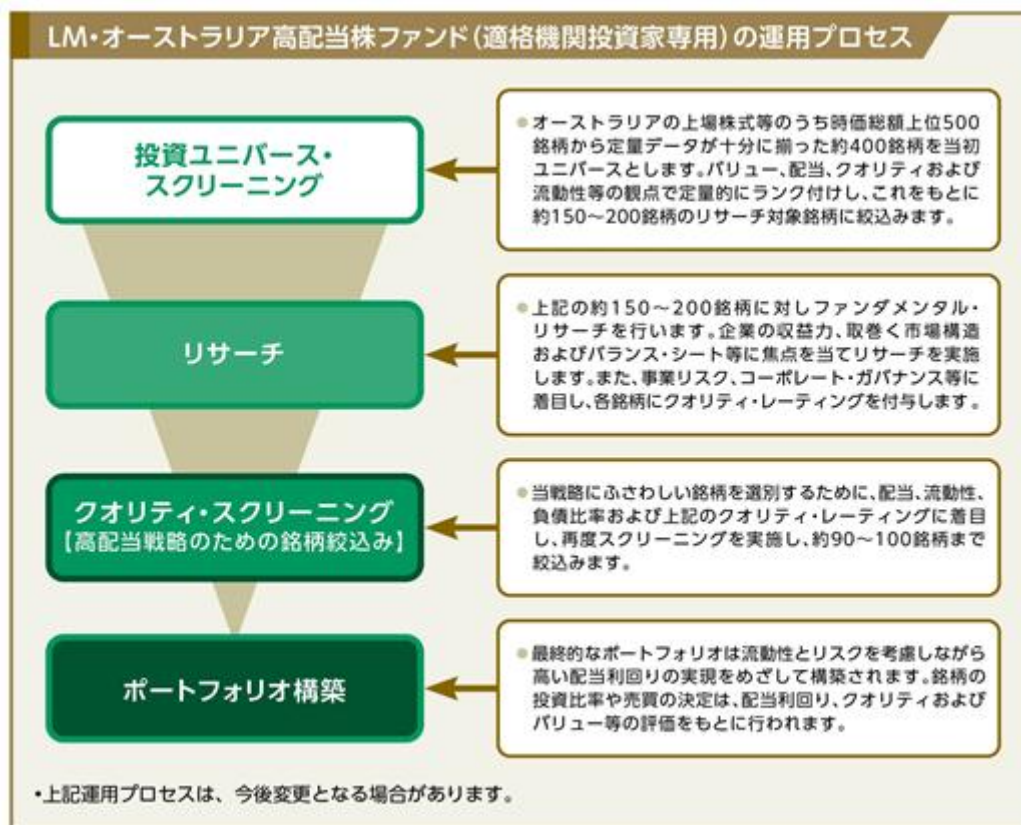 LM・オーストラリア高配当株ファンド(適格機関投資家専用)の運用プロセス
投資ユニバース・
スクリーニング
●オーストラリアの上場株式等のうち時価総額上位500
銘柄から定量データが十分に揃った約400銘柄を当初
ユニバースとします。バリュー、配当、クオリティおよび
流動性等の観点で定量的にランク付けし、これをもとに
約150～200銘柄のリサーチ対象銘柄に絞込みます。
リサーチ
●上記の約150～200銘柄に対しファンダメンタル・
リサーチを行います。企業の収益力、取巻く市場構造
およびバランス・シート等に焦点を当てリサーチを実施
します。また、事業リスク、コーポレート・ガバナンス等に
着目し、各銘柄にクオリティ・レーティングを付与します。
クオリティ・スクリーニング
【高配当戦略のための銘柄絞込み】
●当戦略にふさわしい銘柄を選別するために、配当、流動性、
負債比率および上記のクオリティ・レーティングに着目
し、再度スクリーニングを実施し、約90～100銘柄まで
絞込みます。
ポートフォリオ構築
●最終的なポートフォリオは流動性とリスクを考慮しながら
高い配当利回りの実現をめざして構築されます。銘柄の
投資比率や売買の決定は、配当利回り、クオリティおよび
バリュー等の評価をもとに行われます。
・上記運用プロセスは、今後変更となる場合があります。